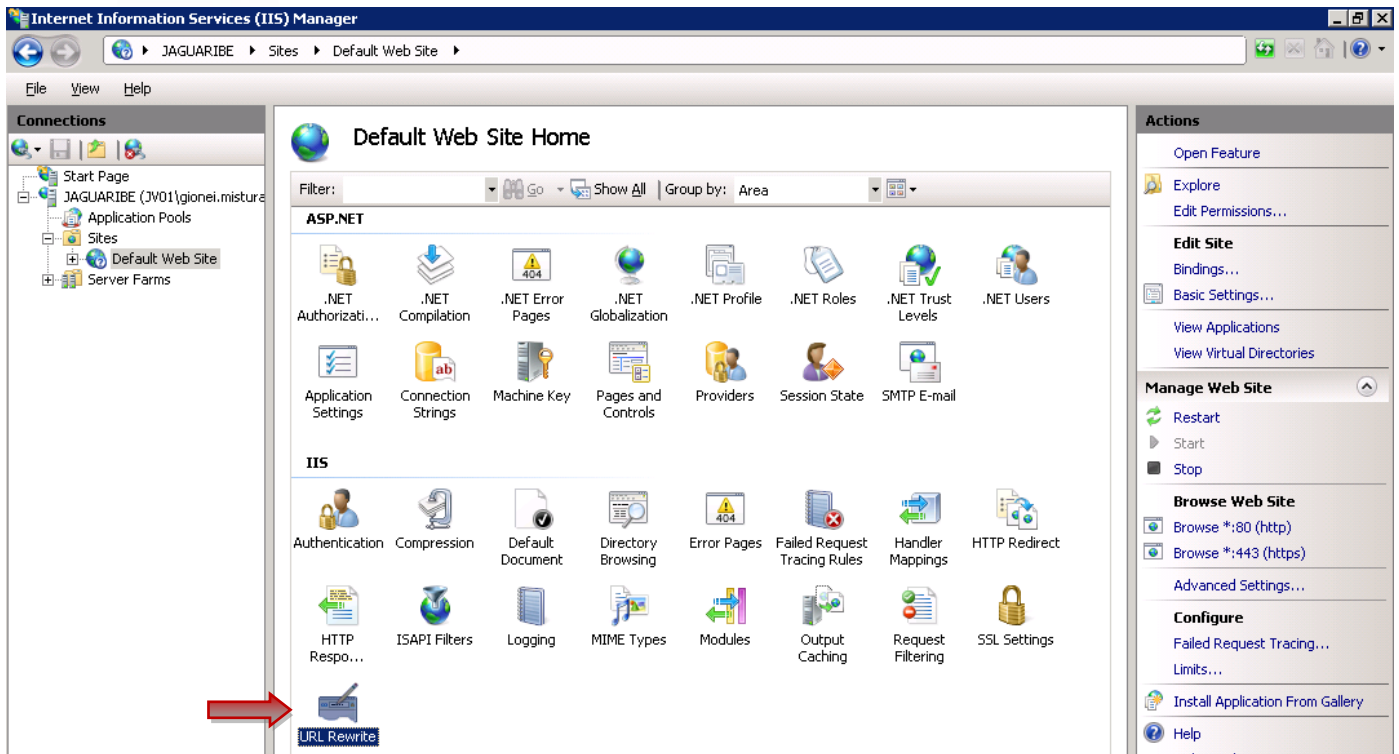 Internet Information Services (IIS) Manager
JAGUARIBE Sites Default Web Site
File View Help
Connections
Start Page
JAGUARIBE (JV01\gionei.mistura
Application Pools
Sites
Default Web Site
Server Farms
Default Web Site Home
Filter: Go Show All Group by: Area
ASP.NET
.NET Authorizati...
.NET Compilation
.NET Error Pages
.NET Globalization
.NET Profile
.NET Roles
.NET Trust Levels
.NET Users
Application Settings
Connection Strings
Machine Key
Pages and Controls
Providers
Session State
SMTP E-mail
IIS
Authentication
Compression
Default Document
Directory Browsing
Error Pages
Failed Request Tracing Rules
Handler Mappings
HTTP Redirect
HTTP Respo...
ISAPI Filters
Logging
MIME Types
Modules
Output Caching
Request Filtering
SSL Settings
URL Rewrite
404
ab
404
Actions
Open Feature
Explore
Edit Permissions...
Edit Site
Bindings...
Basic Settings...
View Applications
View Virtual Directories
Manage Web Site
Restart
Start
Stop
Browse Web Site
Browse *:80 (http)
Browse *:443 (https)
Advanced Settings...
Configure
Failed Request Tracing...
Limits...
Install Application From Gallery
Help